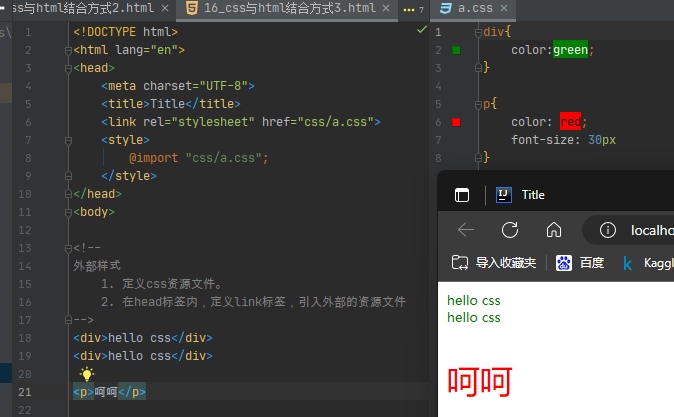 ss与html结合方式2.html
16_css与html结合方式3.html
7
a.css
s\
1 <!DOCTYPE html>
2 <html lang="en">
3 <head>
4 <meta charset="UTF-8">
5 <title>Title</title>
6 <link rel="stylesheet" href="css/a.css">
7 <style>
8 @import "css/a.css";
9 </style>
10 </head>
11 <body>
12
13 <!--
14 外部样式
15 1. 定义css资源文件。
16 2. 在head标签内，定义link标签，引入外部的资源文件
17 -->
18 <div>hello css</div>
19 <div>hello css</div>
20
21 <p>呵呵</p>
22
1 div{
2 color:green;
3 }
4
5 p{
6 color: red;
7 font-size: 30px
8 }
IJ Title
localho
导入收藏夹
百度
k Kaggl
hello css
hello css
呵呵